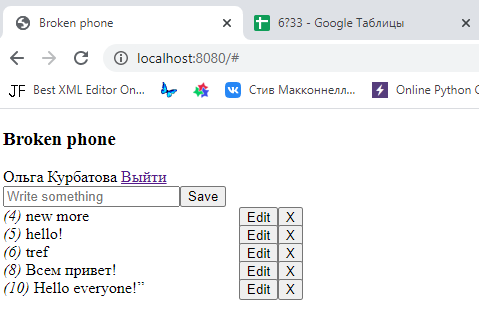 Broken phone
6?33 - Google Таблицы
localhost:8080/#
Best XML Editor On...
Стив Макконнелл...
Online Python C
Broken phone
Ольга Курбатова Выйти
Write something Save
(4) new more Edit X
(5) hello! Edit X
(6) tref Edit X
(8) Всем привет! Edit X
(10) Hello everyone!” Edit X